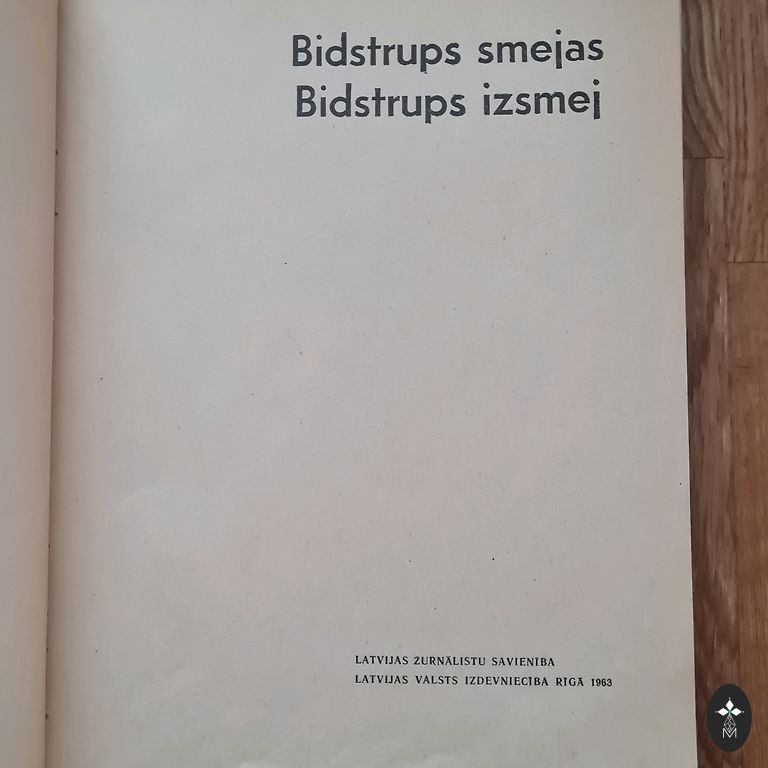 Bidstrups smejas
Bidstrups izsmej
LATVIJAS ŽURNĀLISTU SAVIENĪBA
LATVIJAS VALSTS IZDEVNIECĪBA RĪGĀ 1963
M